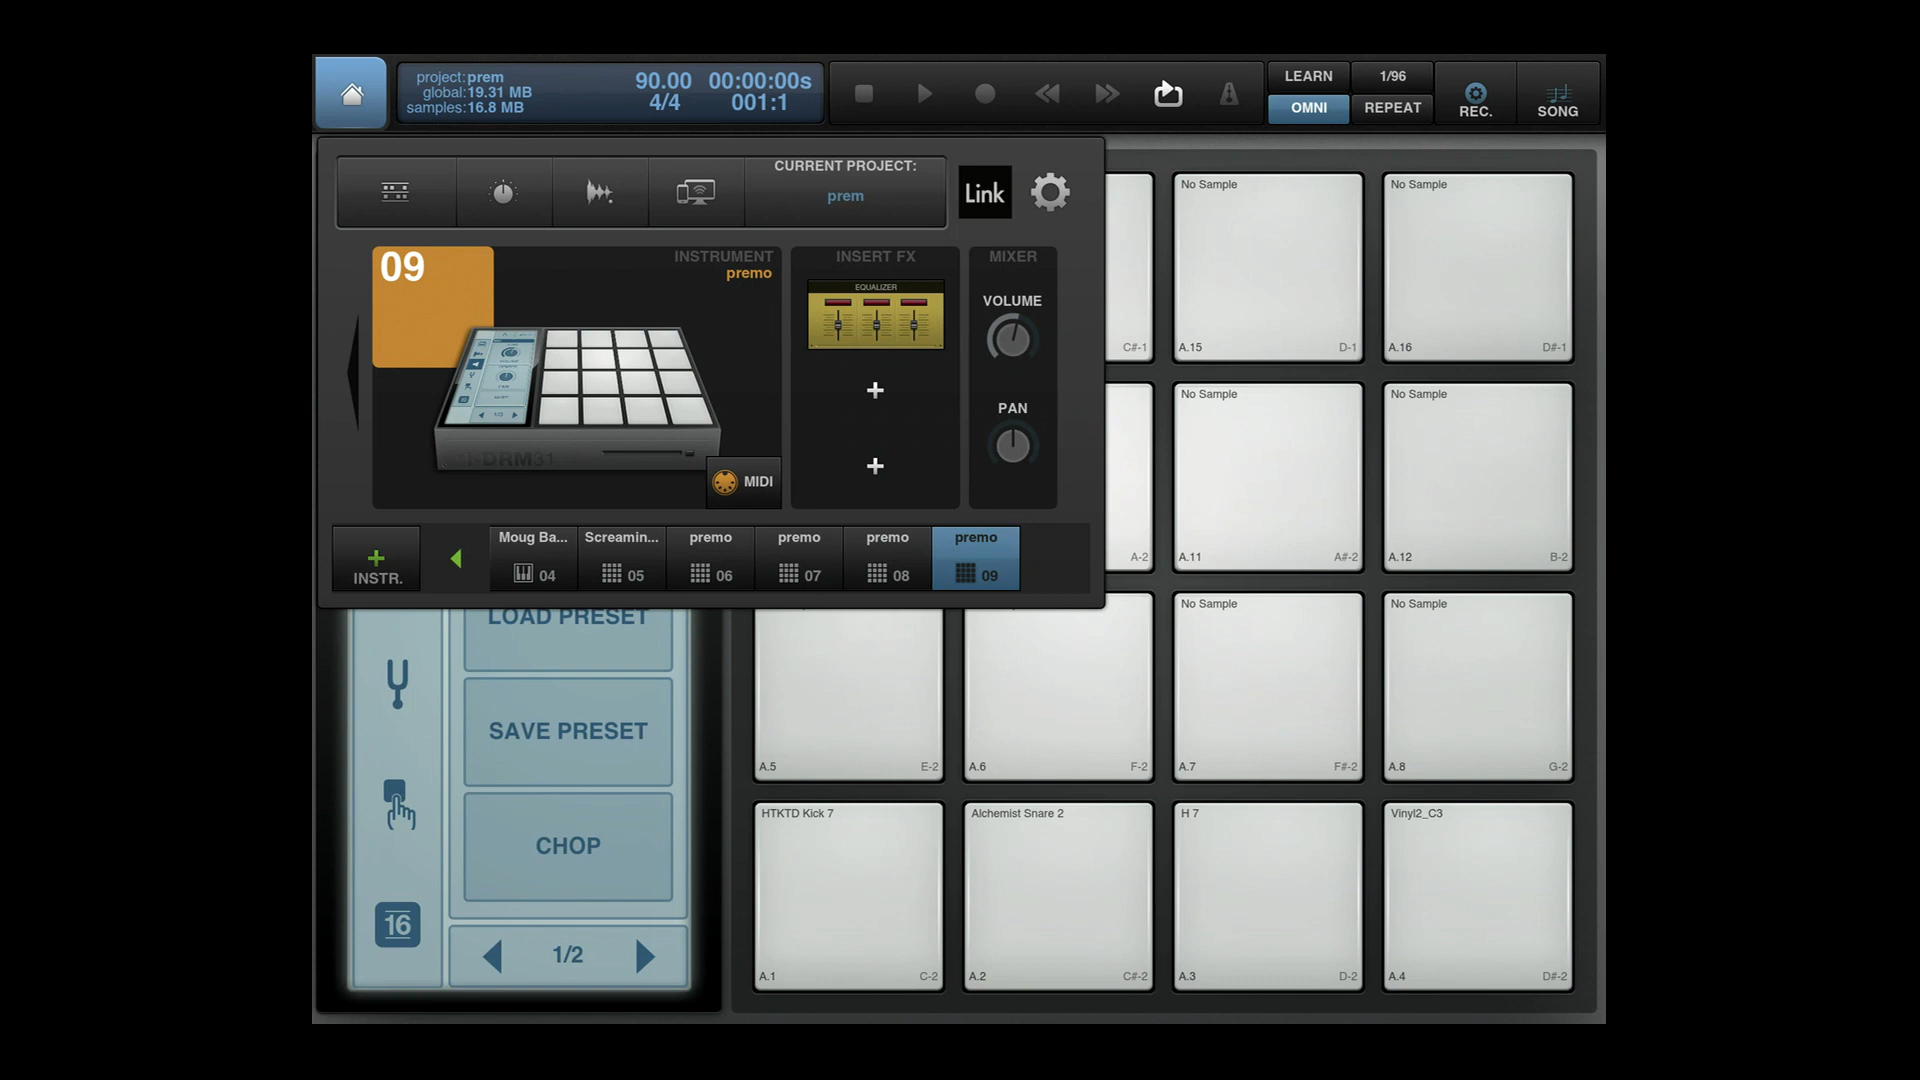 project:prem
global:19.31 MB
samples:16.8 MB
90.00
4/4
00:00:00s
001:1
LEARN
OMNI
1/96
REPEAT
REC.
SONG
CURRENT PROJECT:
prem
Link
09
INSTRUMENT
premo
DRM
MIDI
INSERT FX
EQUALIZER
+
+
MIXER
VOLUME
PAN
+
INSTR.
Moug Ba...
04
Screamin...
05
premo
06
premo
07
premo
08
premo
09
LOAD PRESET
SAVE PRESET
CHOP
16
1/2
C#-1
No Sample
A.15 D-1
No Sample
A.16 D#-1
A-2
No Sample
A.11 A#-2
No Sample
A.12 B-2
A.5 E-2
A.6 F-2
No Sample
A.7 F#-2
No Sample
A.8 G-2
HTKTD Kick 7
A.1 C-2
Alchemist Snare 2
A.2 C#-2
H 7
A.3 D-2
Vinyl2_C3
A.4 D#-2